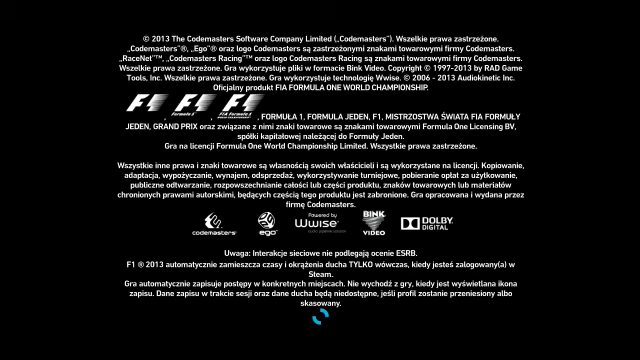 © 2013 The Codemasters Software Company Limited („Codemasters"). Wszelkie prawa zastrzeżone.
„Codemasters"®, „Ego"® oraz logo Codemasters są zastrzeżonymi znakami towarowymi firmy Codemasters.
„RaceNet"™, „Codemasters Racing"™ oraz logo Codemasters Racing są znakami towarowymi firmy Codemasters.
Wszelkie prawa zastrzeżone. Gra wykorzystuje pliki w formacie Bink Video. Copyright © 1997-2013 by RAD Game
Tools, Inc. Wszelkie prawa zastrzeżone. Gra wykorzystuje technologię Wwise. © 2006 - 2013 Audiokinetic Inc.
Oficjalny produkt FIA FORMULA ONE WORLD CHAMPIONSHIP.
F1, F1 Formula 1, F1, FORMUŁA 1, FORMUŁA JEDEN, F1, MISTRZOSTWA ŚWIATA FIA FORMUŁY
JEDEN, GRAND PRIX oraz związane z nimi znaki towarowe są znakami towarowymi Formula One Licensing BV,
spółki kapitałowej należącej do Formuły Jeden.
Gra na licencji Formula One World Championship Limited. Wszystkie prawa zastrzeżone.
Wszystkie inne prawa i znaki towarowe są własnością swoich właścicieli i są wykorzystane na licencji. Kopiowanie,
adaptacja, wypożyczanie, wynajem, odsprzedaż, wykorzystywanie turniejowe, pobieranie opłat za użytkowanie,
publiczne odtwarzanie, rozpowszechnianie całości lub części produktu, znaków towarowych lub materiałów
chronionych prawami autorskimi, będących częścią tego produktu jest zabronione. Gra opracowana i wydana przez
firmę Codemasters.
codemasters ego Powered by Wwise BINK VIDEO DOLBY DIGITAL
Uwaga: Interakcje sieciowe nie podlegają ocenie ESRB.
F1 ® 2013 automatycznie zamieszcza czasy i okrążenia ducha TYLKO wówczas, kiedy jesteś zalogowany(a) w
Steam.
Gra automatycznie zapisuje postępy w konkretnych miejscach. Nie wychodź z gry, kiedy jest wyświetlana ikona
zapisu. Dane zapisu w trakcie sesji oraz dane ducha będą niedostępne, jeśli profil zostanie przeniesiony albo
skasowany.